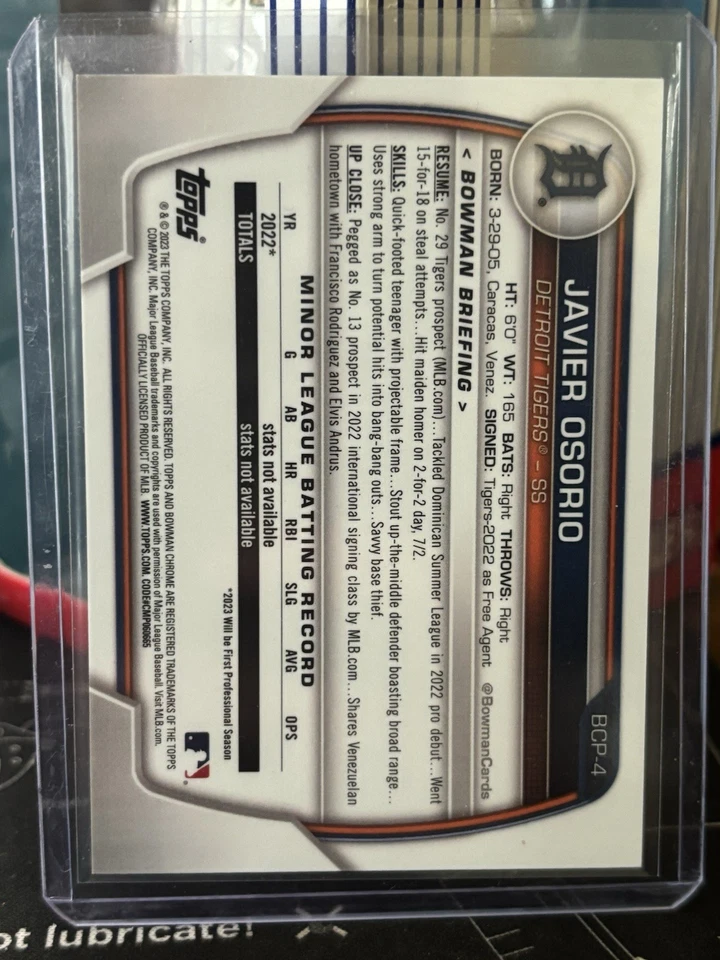 BCP-4
JAVIER OSORIO
DETROIT TIGERS® – SS
HT: 6'0" WT: 165 BATS: Right THROWS: Right
BORN: 3-29-05, Caracas, Venez. SIGNED: Tigers-2022 as Free Agent @BowmanCards
< BOWMAN BRIEFING >
RESUME: No. 29 Tigers prospect (MLB.com)...Tackled Dominican Summer League in 2022 pro debut...Went
15-for-18 on steal attempts...Hit maiden homer on 2-for-2 day, 7/2.
SKILLS: Quick-footed teenager with projectable frame...Stout up-the-middle defender boasting broad range...
Uses strong arm to turn potential hits into bang-bang outs...Savvy base thief.
UP CLOSE: Pegged as No. 13 prospect in 2022 international signing class by MLB.com...Shares Venezuelan
hometown with Francisco Rodriguez and Elvis Andrus.
MINOR LEAGUE BATTING RECORD
YR G AB HR RBI SLG AVG OPS
2022* stats not available
TOTALS stats not available
*2023 Will be First Professional Season
topps®
® & © 2023 THE TOPPS COMPANY, INC. ALL RIGHTS RESERVED. TOPPS AND BOWMAN CHROME ARE REGISTERED TRADEMARKS OF THE TOPPS
COMPANY, INC. Major League Baseball trademarks and copyrights are used with permission of Major League Baseball. Visit MLB.com.
OFFICIALLY LICENSED PRODUCT OF MLB. WWW.TOPPS.COM. CODE#CMP060665
ot lubricate!